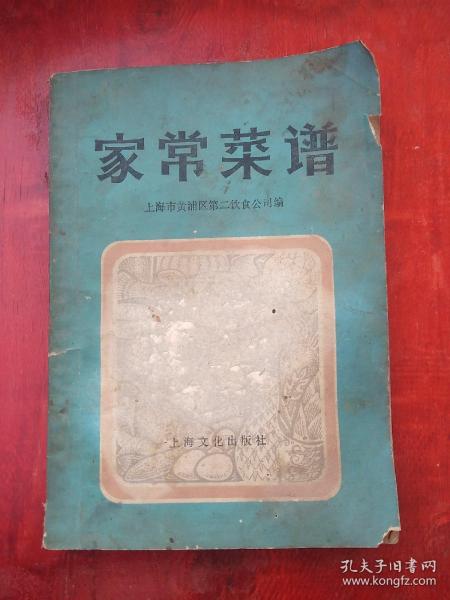 家常菜谱
上海市黄浦区第二饮食公司编
上海文化出版社
孔夫子旧书网
www.kongfz.com